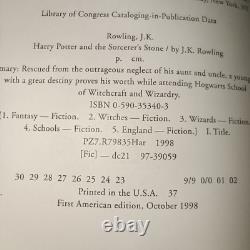 New York, NY
Library of Congress Cataloging-in-Publication Data
Rowling, J.K.
Harry Potter and the Sorcerer's Stone / by J.K. Rowling
p. cm.
mary: Rescued from the outrageous neglect of his aunt and uncle, a young
with a great destiny proves his worth while attending Hogwarts School
of Witchcraft and Wizardry.
ISBN 0-590-35340-3
[1. Fantasy — Fiction. 2. Witches — Fiction. 3. Wizards — Fiction.
4. Schools — Fiction. 5. England — Fiction.] I. Title.
PZ7.R79835Har 1998
[Fic] — dc21 97-39059
30 29 28 27 26 25 24 23 9/9 0/0 01 02
Printed in the U.S.A. 37
First American edition, October 1998